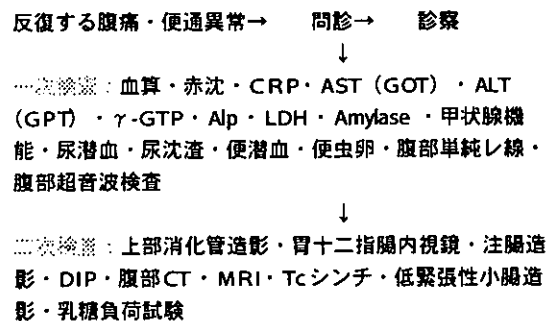 反復する腹痛・便通異常→ 問診→ 診察
↓
一次検査：血算・赤沈・CRP・AST（GOT）・ALT
（GPT）・γ-GTP・Alp・LDH・Amylase・甲状腺機
能・尿潜血・尿沈渣・便潜血・便虫卵・腹部単純レ線・
腹部超音波検査
↓
二次検査：上部消化管造影・胃十二指腸内視鏡・注腸造
影・DIP・腹部CT・MRI・Tcシンチ・低緊張性小腸造
影・乳糖負荷試験